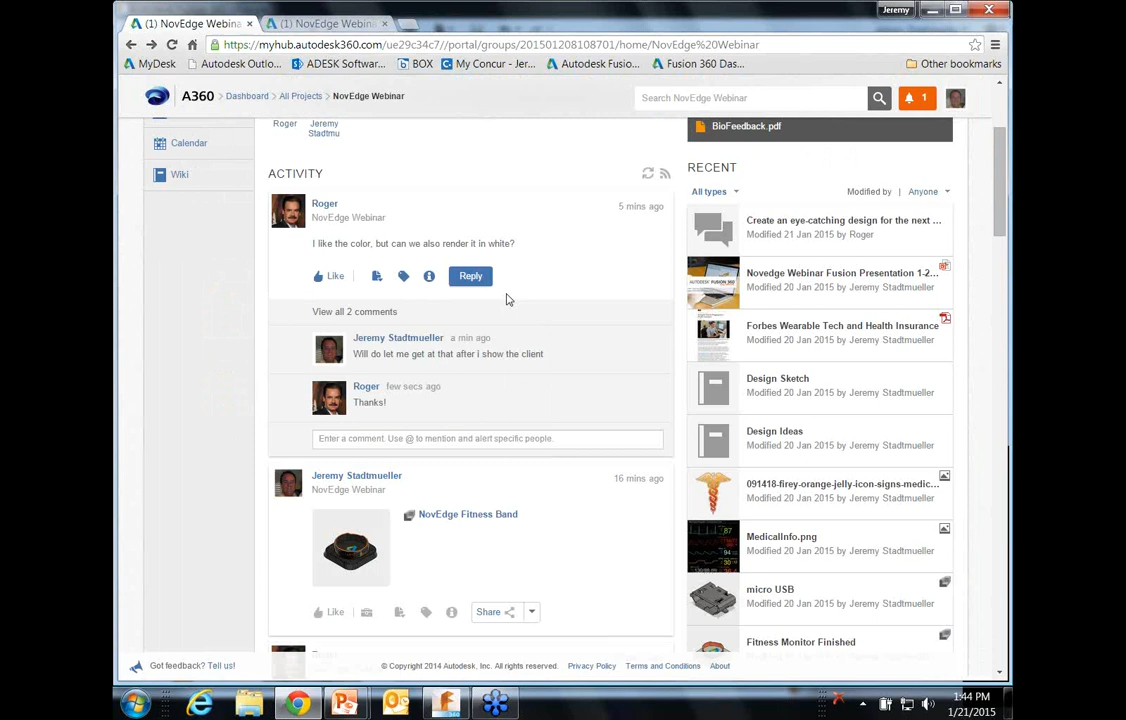 Jeremy
(1) NovEdge Webina ×
(1) NovEdge Webina ×
https://myhub.autodesk360.com/ue29c34c7//portal/groups/201501208108701/home/NovEdge%20Webinar
MyDesk
Autodesk Outlo...
ADESK Softwar...
BOX
My Concur - Jer...
Autodesk Fusio...
Fusion 360 Das...
Other bookmarks
A360 > Dashboard > All Projects > NovEdge Webinar
Search NovEdge Webinar
1
Calendar
Wiki
Roger
Jeremy
Stadtmu
ACTIVITY
Roger
NovEdge Webinar
5 mins ago
I like the color, but can we also render it in white?
Like
Reply
View all 2 comments
Jeremy Stadtmueller a min ago
Will do let me get at that after i show the client
Roger few secs ago
Thanks!
Enter a comment. Use @ to mention and alert specific people.
Jeremy Stadtmueller
NovEdge Webinar
16 mins ago
NovEdge Fitness Band
Like
Share
BioFeedback.pdf
RECENT
All types
Modified by | Anyone
Create an eye-catching design for the next ...
Modified 21 Jan 2015 by Roger
Novedge Webinar Fusion Presentation 1-2...
Modified 20 Jan 2015 by Jeremy Stadtmueller
Forbes Wearable Tech and Health Insurance
Modified 20 Jan 2015 by Jeremy Stadtmueller
Design Sketch
Modified 20 Jan 2015 by Jeremy Stadtmueller
Design Ideas
Modified 20 Jan 2015 by Jeremy Stadtmueller
091418-firey-orange-jelly-icon-signs-medic...
Modified 20 Jan 2015 by Jeremy Stadtmueller
MedicalInfo.png
Modified 20 Jan 2015 by Jeremy Stadtmueller
micro USB
Modified 20 Jan 2015 by Jeremy Stadtmueller
Fitness Monitor Finished
Got feedback? Tell us!
© Copyright 2014 Autodesk, Inc. All rights reserved.
Privacy Policy
Terms and Conditions
About
1:44 PM
1/21/2015